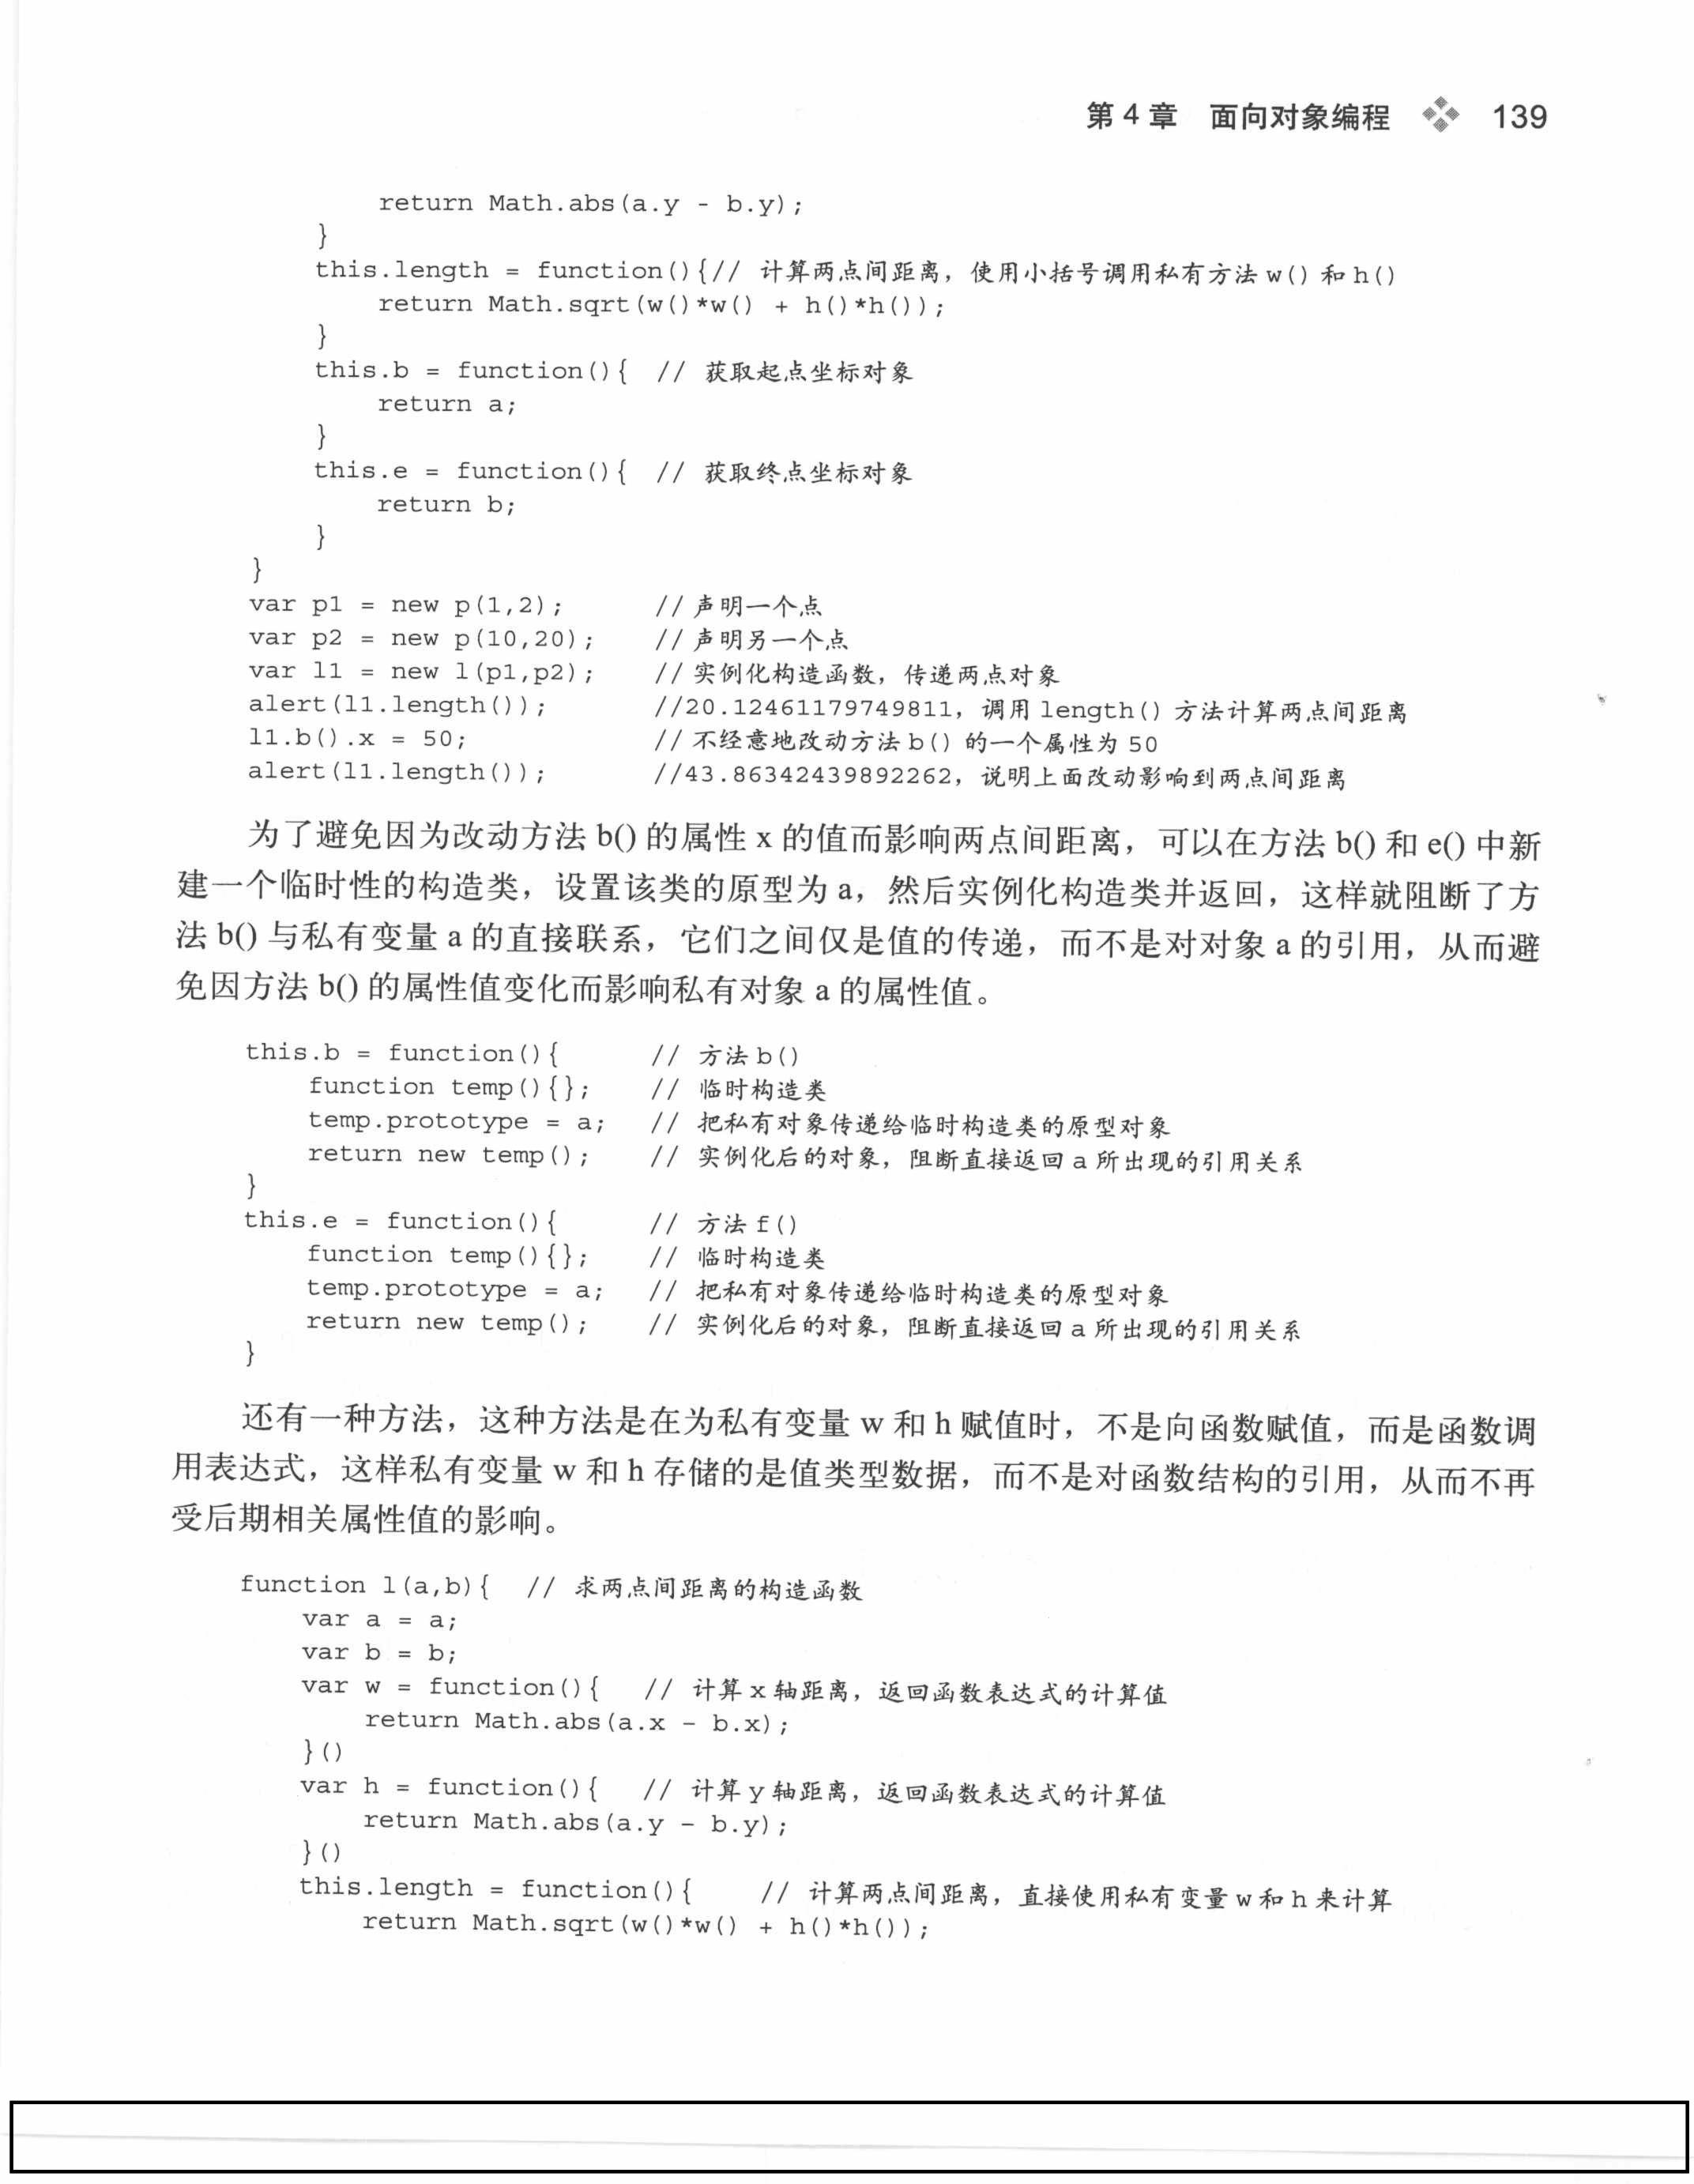 第 4 章 面向对象编程 139
return Math.abs(a.y - b.y);
}
this.length = function(){// 计算两点间距离，使用小括号调用私有方法 w() 和 h()
return Math.sqrt(w()*w() + h()*h());
}
this.b = function(){ // 获取起点坐标对象
return a;
}
this.e = function(){ // 获取终点坐标对象
return b;
}
}
var p1 = new p(1,2); // 声明一个点
var p2 = new p(10,20); // 声明另一个点
var l1 = new l(p1,p2); // 实例化构造函数，传递两点对象
alert(l1.length()); //20.12461179749811，调用 length() 方法计算两点间距离
l1.b().x = 50; // 不经意地改动方法 b() 的一个属性为 50
alert(l1.length()); //43.86342439892262，说明上面改动影响到两点间距离
为了避免因为改动方法 b() 的属性 x 的值而影响两点间距离，可以在方法 b() 和 e() 中新
建一个临时性的构造类，设置该类的原型为 a，然后实例化构造类并返回，这样就阻断了方
法 b() 与私有变量 a 的直接联系，它们之间仅是值的传递，而不是对对象 a 的引用，从而避
免因方法 b() 的属性值变化而影响私有对象 a 的属性值。
this.b = function(){ // 方法 b()
function temp(){}; // 临时构造类
temp.prototype = a; // 把私有对象传递给临时构造类的原型对象
return new temp(); // 实例化后的对象，阻断直接返回 a 所出现的引用关系
}
this.e = function(){ // 方法 f()
function temp(){}; // 临时构造类
temp.prototype = a; // 把私有对象传递给临时构造类的原型对象
return new temp(); // 实例化后的对象，阻断直接返回 a 所出现的引用关系
}
还有一种方法，这种方法是在为私有变量 w 和 h 赋值时，不是向函数赋值，而是函数调
用表达式，这样私有变量 w 和 h 存储的是值类型数据，而不是对函数结构的引用，从而不再
受后期相关属性值的影响。
function l(a,b){ // 求两点间距离的构造函数
var a = a;
var b = b;
var w = function(){ // 计算 x 轴距离，返回函数表达式的计算值
return Math.abs(a.x - b.x);
}()
var h = function(){ // 计算 y 轴距离，返回函数表达式的计算值
return Math.abs(a.y - b.y);
}()
this.length = function(){ // 计算两点间距离，直接使用私有变量 w 和 h 来计算
return Math.sqrt(w()*w() + h()*h());